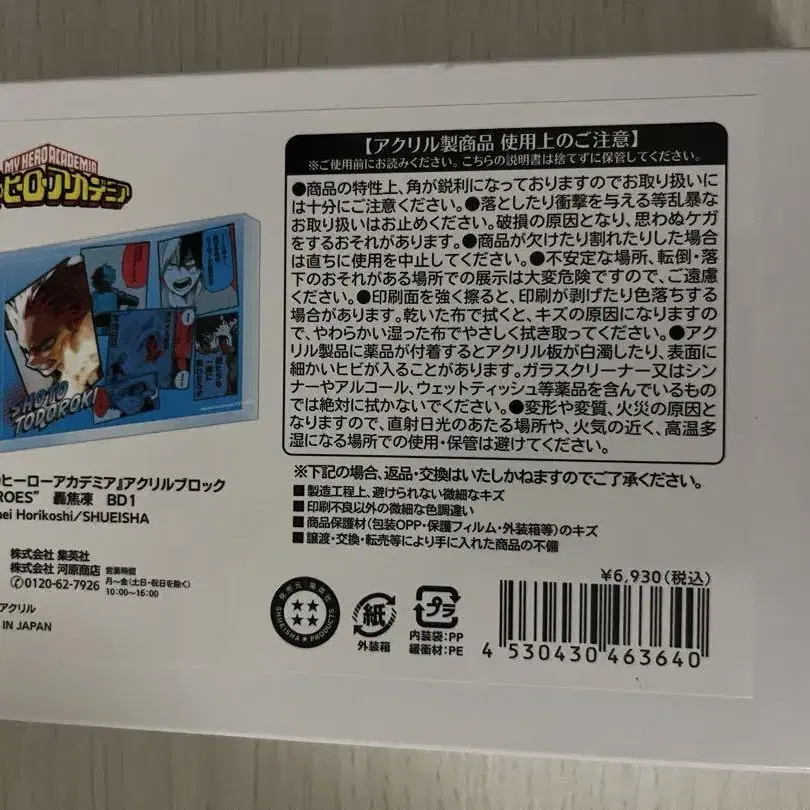 MY HERO ACADEMIA
ヒーローアカデミア
SHOTO
TODOROKI
ヒーローアカデミア』アクリルブロック
ROES” 轟焦凍 BD1
ei Horikoshi/SHUEISHA
株式会社 集英社
株式会社 河原商店 営業時間
0120-62-7926 月～金(土日・祝日を除く)
10:00～16:00
アクリル
IN JAPAN
【アクリル製商品 使用上のご注意】
※ご使用前にお読みください。こちらの説明書は捨てずに保管してください。
●商品の特性上、角が鋭利になっておりますのでお取り扱いに
は十分にご注意ください。●落としたり衝撃を与える等乱暴な
お取り扱いはお止めください。破損の原因となり、思わぬケガ
をするおそれがあります。●商品が欠けたり割れたりした場合
は直ちに使用を中止してください。●不安定な場所、転倒・落
下のおそれがある場所での展示は大変危険ですので、ご遠慮
ください。●印刷面を強く擦ると、印刷が剥げたり色落ちする
場合があります。乾いた布で拭くと、キズの原因になりますの
で、やわらかい湿った布でやさしく拭き取ってください。●アク
リル製品に薬品が付着するとアクリル板が白濁したり、表面に
細かいヒビが入ることがあります。ガラスクリーナー又はシン
ナーやアルコール、ウェットティッシュ等薬品を含んでいるもの
では絶対に拭かないでください。●変形や変質、火災の原因と
なりますので、直射日光のあたる場所や、火気の近く、高温多
湿になる場所での使用・保管は避けてください。
※下記の場合、返品・交換はいたしかねますのでご了承ください。
■製造工程上、避けられない微細なキズ
■印刷不良以外の微細な色調違い
■商品保護材(包装OPP・保護フィルム・外装箱等)のキズ
■譲渡・交換・転売等により手に入れた商品の不備
¥6,930(税込)
発売元/集英社
SHUEISHA★PRODUCTS
紙
外装箱
プラ
内装袋:PP
緩衝材:PE
4 530430 463640